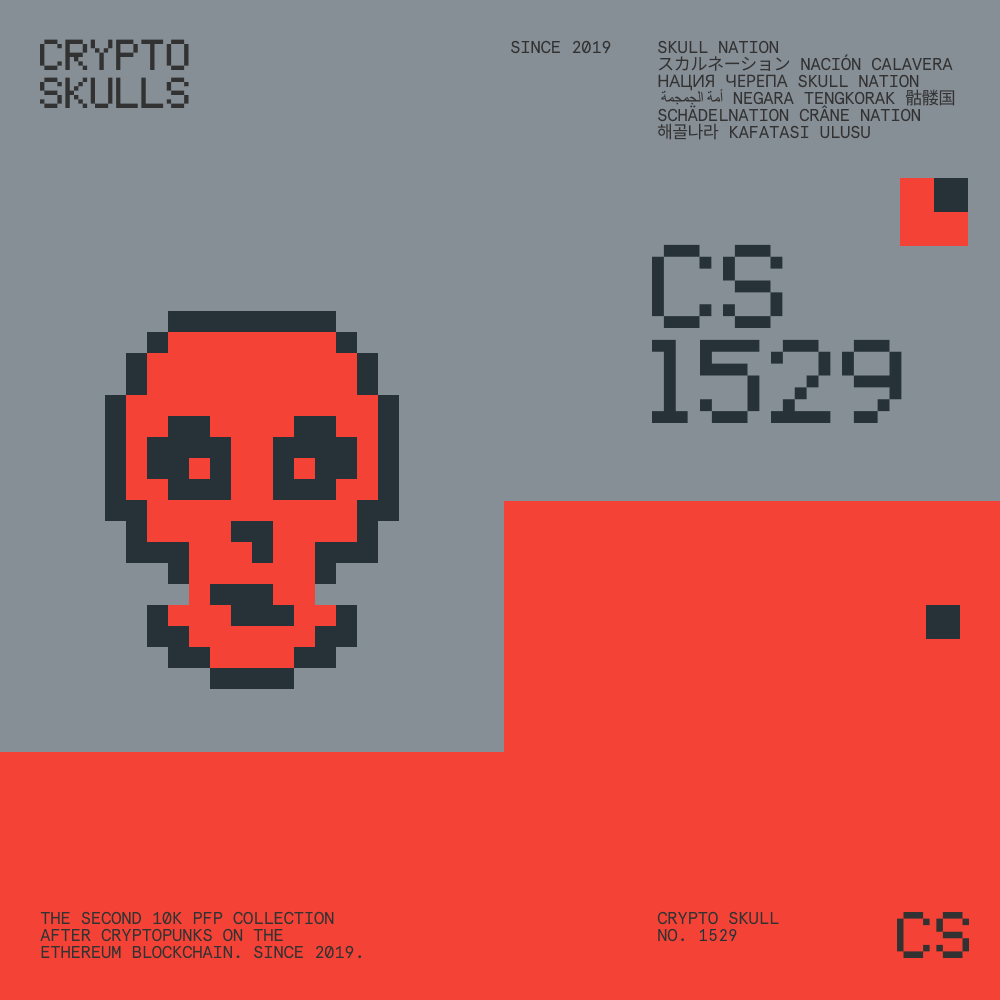 CRYPTO
SKULLS
SINCE 2019
SKULL NATION
スカルネーション NACIÓN CALAVERA
НАЦИЯ ЧЕРЕПА SKULL NATION
أمة الجمجمة NEGARA TENGKORAK 骷髅国
SCHÄDELNATION CRÂNE NATION
해골나라 KAFATASI ULUSU
CS
1529
THE SECOND 10K PFP COLLECTION
AFTER CRYPTOPUNKS ON THE
ETHEREUM BLOCKCHAIN. SINCE 2019.
CRYPTO SKULL
NO. 1529
CS